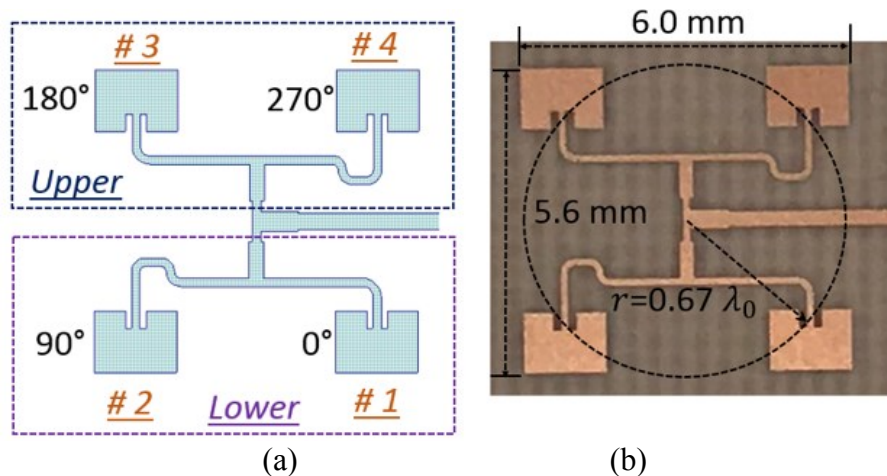 # 3
# 4
180°
270°
Upper
90°
0°
# 2
Lower
# 1
(a)
6.0 mm
5.6 mm
r=0.67 λ₀
(b)